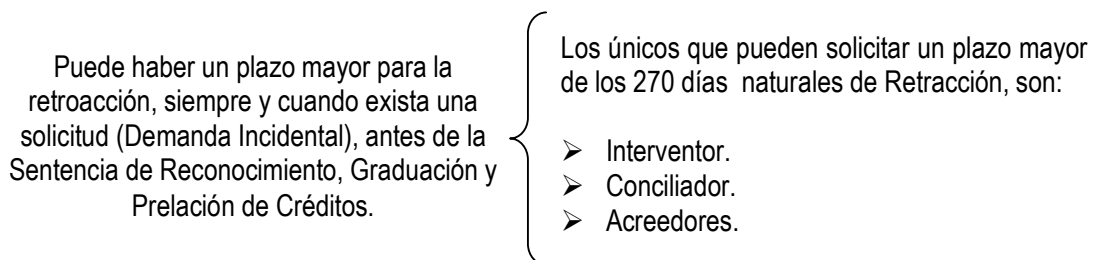 Puede haber un plazo mayor para la
retroacción, siempre y cuando exista una
solicitud (Demanda Incidental), antes de la
Sentencia de Reconocimiento, Graduación y
Prelación de Créditos.
Los únicos que pueden solicitar un plazo mayor
de los 270 días naturales de Retracción, son:
➢ Interventor.
➢ Conciliador.
➢ Acreedores.